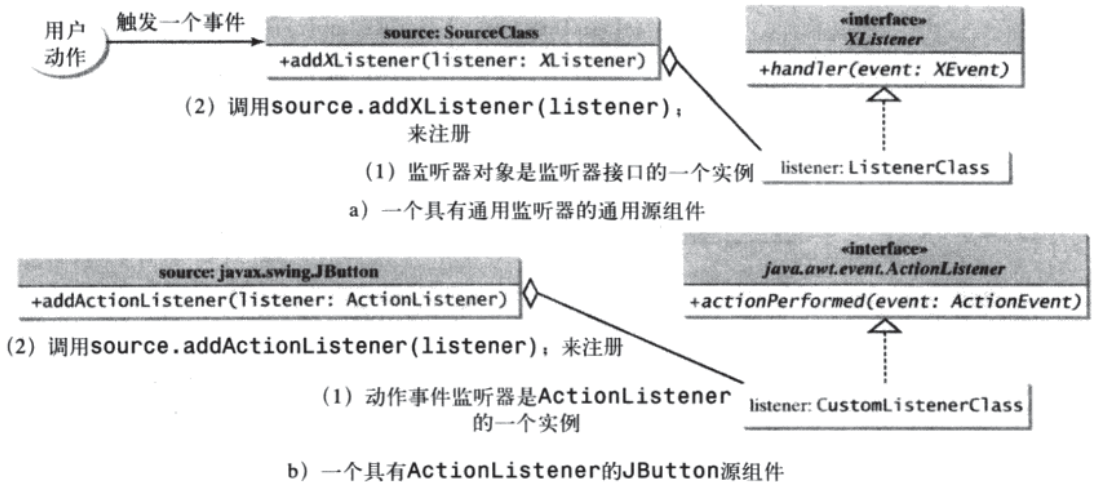 用户
动作
触发一个事件
source: SourceClass
+addXListener(listener: XListener)
«interface»
XListener
+handler(event: XEvent)
(2) 调用source.addXListener(listener);
来注册
(1) 监听器对象是监听器接口的一个实例
listener: ListenerClass
a) 一个具有通用监听器的通用源组件
source: javax.swing.JButton
+addActionListener(listener: ActionListener)
«interface»
java.awt.event.ActionListener
+actionPerformed(event: ActionEvent)
(2) 调用source.addActionListener(listener); 来注册
(1) 动作事件监听器是ActionListener
的一个实例
listener: CustomListenerClass
b) 一个具有ActionListener的JButton源组件